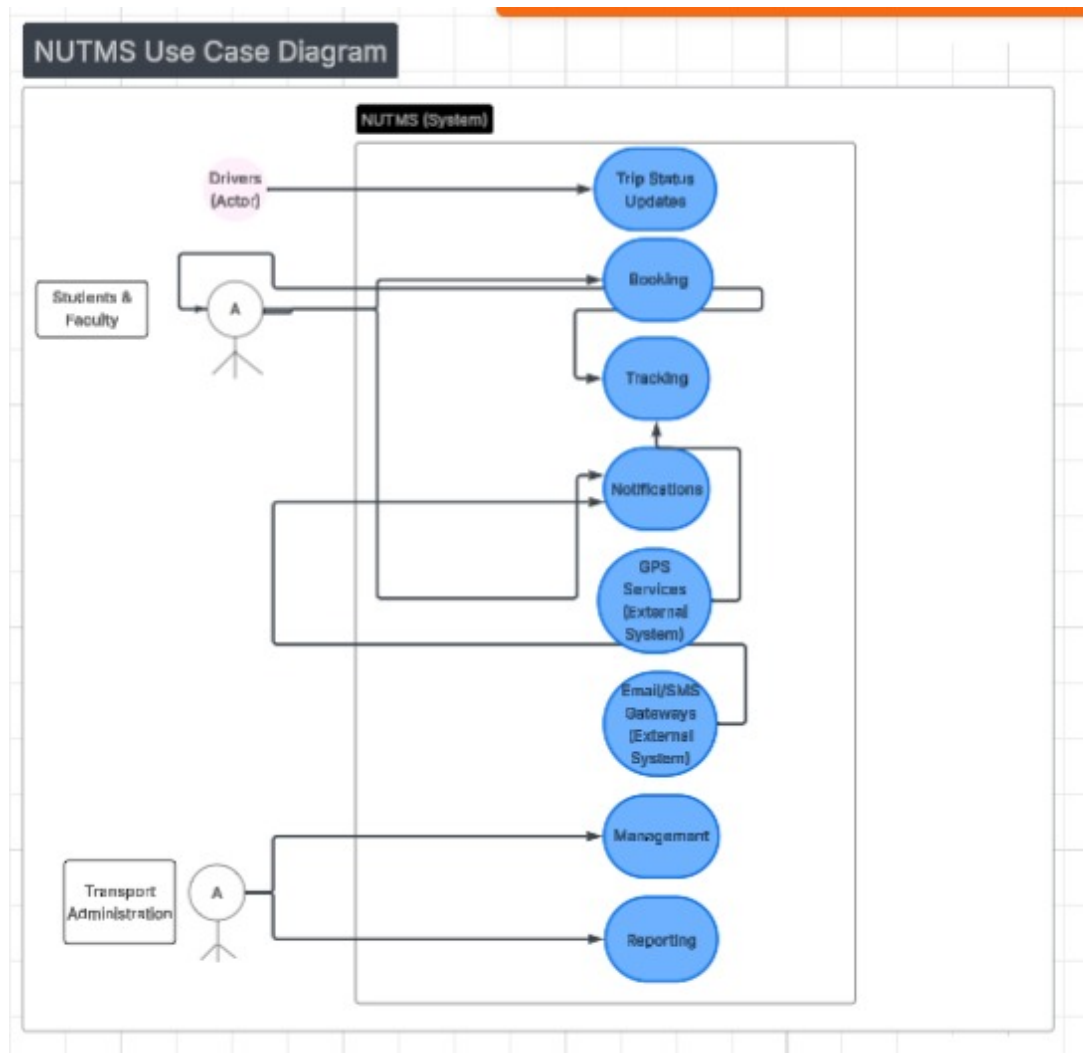 NUTMS Use Case Diagram
NUTMS (System)
Drivers
(Actor)
Trip Status
Updates
Students &
Faculty
A
Booking
Tracking
Notifications
GPS
Services
(External
System)
Email/SMS
Gateways
(External
System)
Management
Transport
Administration
A
Reporting